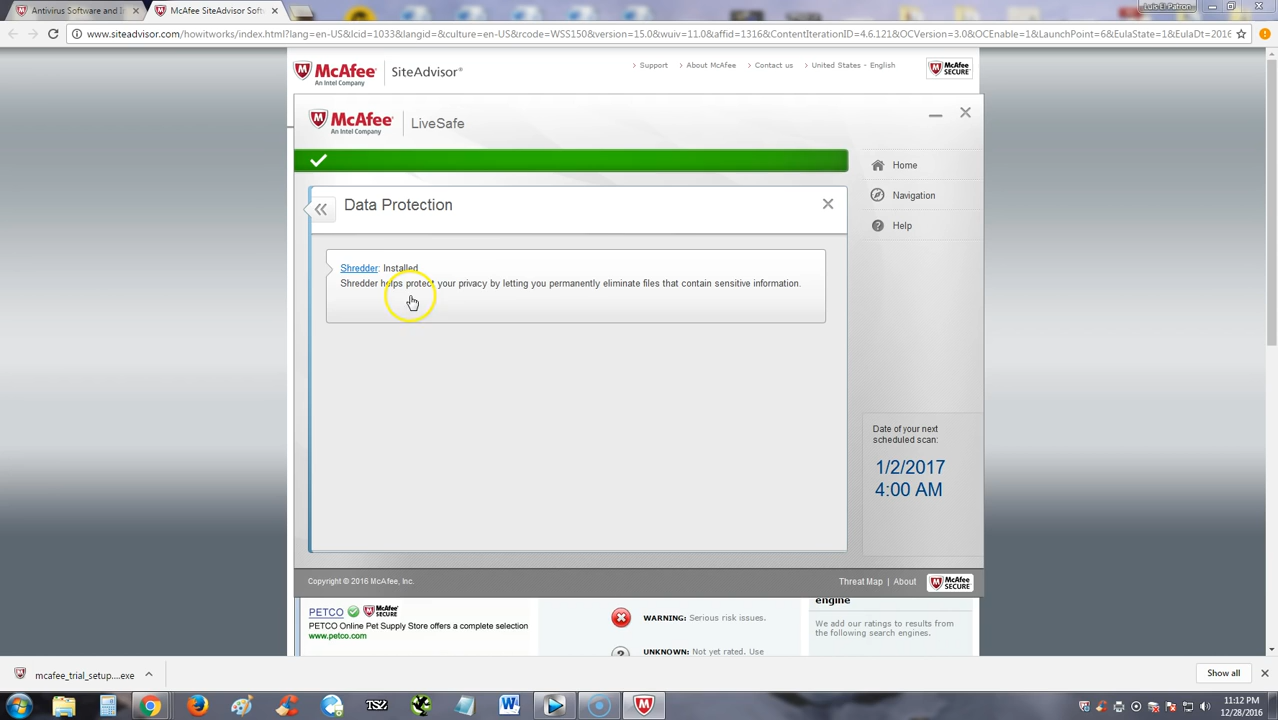 Antivirus Software and In
McAfee SiteAdvisor Softw
Luis El Patron
www.siteadvisor.com/howitworks/index.html?lang=en-US&lcid=1033&langid=&culture=en-US&rcode=WSS150&version=15.0&wuiv=11.0&affid=1316&ContentIterationID=4.6.121&OCVersion=3.0&OCEnable=1&LaunchPoint=6&EulaState=1&EulaDt=2016
McAfee SiteAdvisor®
An Intel Company
Support
About McAfee
Contact us
United States - English
McAfee SECURE
McAfee LiveSafe
An Intel Company
Home
Navigation
Help
Data Protection
Shredder: Installed
Shredder helps protect your privacy by letting you permanently eliminate files that contain sensitive information.
Date of your next
scheduled scan:
1/2/2017
4:00 AM
Copyright © 2016 McAfee, Inc.
Threat Map | About
McAfee SECURE
PETCO McAfee SECURE
PETCO Online Pet Supply Store offers a complete selection
www.petco.com
WARNING: Serious risk issues.
UNKNOWN: Not yet rated. Use
engine
We add our ratings to results from
the following search engines.
mcafee_trial_setup....exe
Show all
TSZ
11:12 PM
12/28/2016